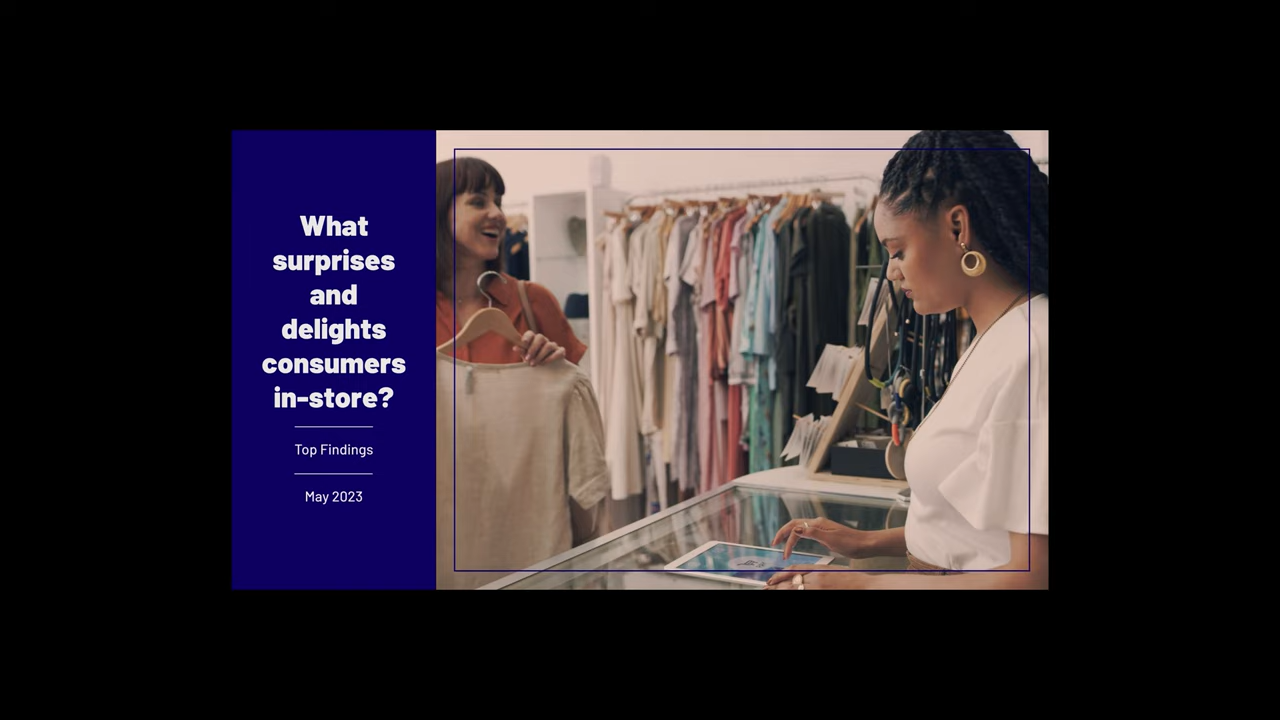 What
surprises
and
delights
consumers
in-store?
Top Findings
May 2023